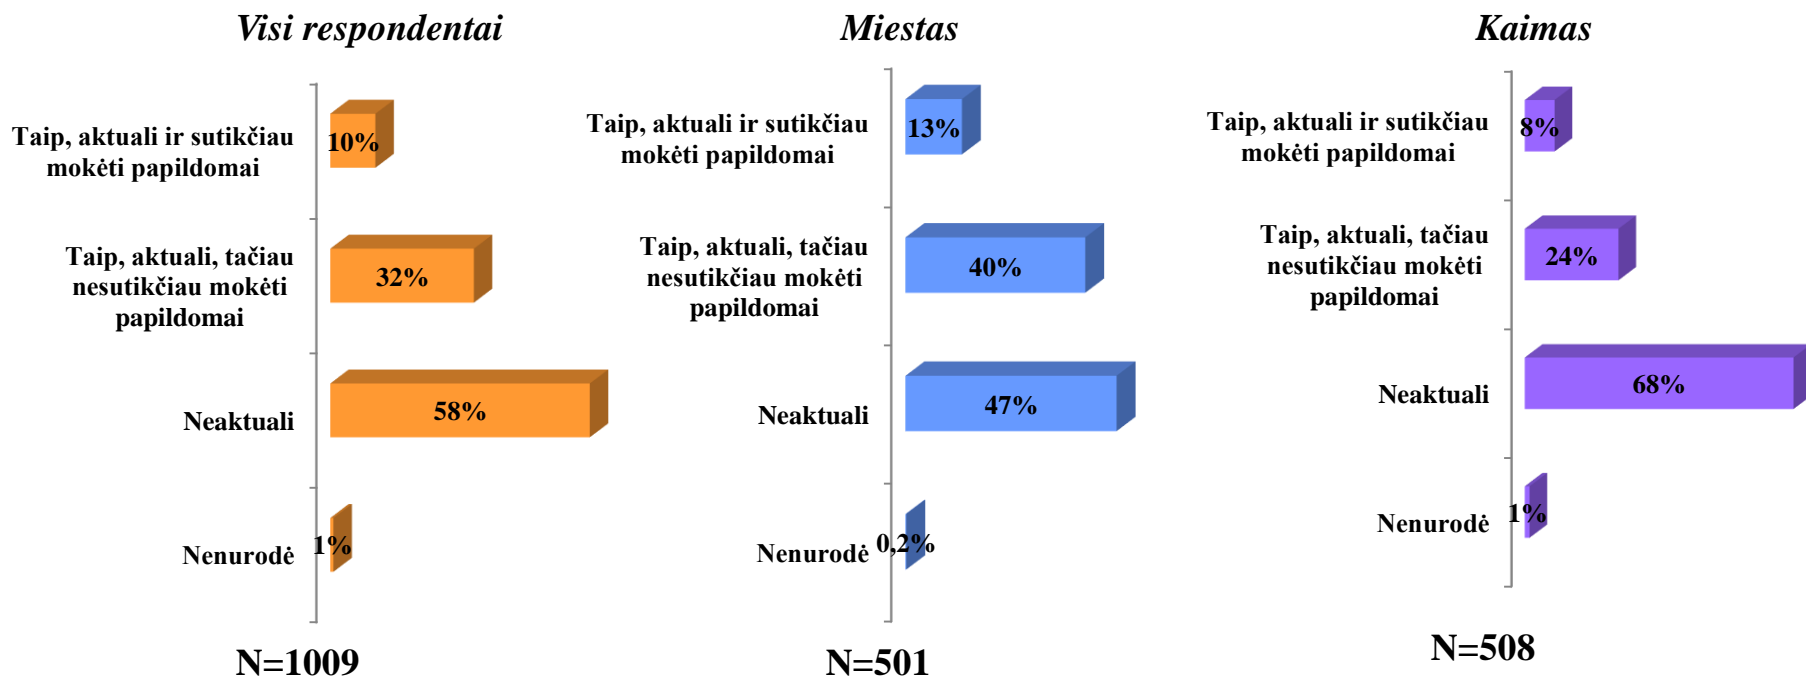 Visi respondentai
Taip, aktuali ir sutikčiau
mokėti papildomai
10%
Taip, aktuali, tačiau
nesutikčiau mokėti
papildomai
32%
Neaktuali
58%
Nenurodė
1%
N=1009
Miestas
Taip, aktuali ir sutikčiau
mokėti papildomai
13%
Taip, aktuali, tačiau
nesutikčiau mokėti
papildomai
40%
Neaktuali
47%
Nenurodė
0,2%
N=501
Kaimas
Taip, aktuali ir sutikčiau
mokėti papildomai
8%
Taip, aktuali, tačiau
nesutikčiau mokėti
papildomai
24%
Neaktuali
68%
Nenurodė
1%
N=508